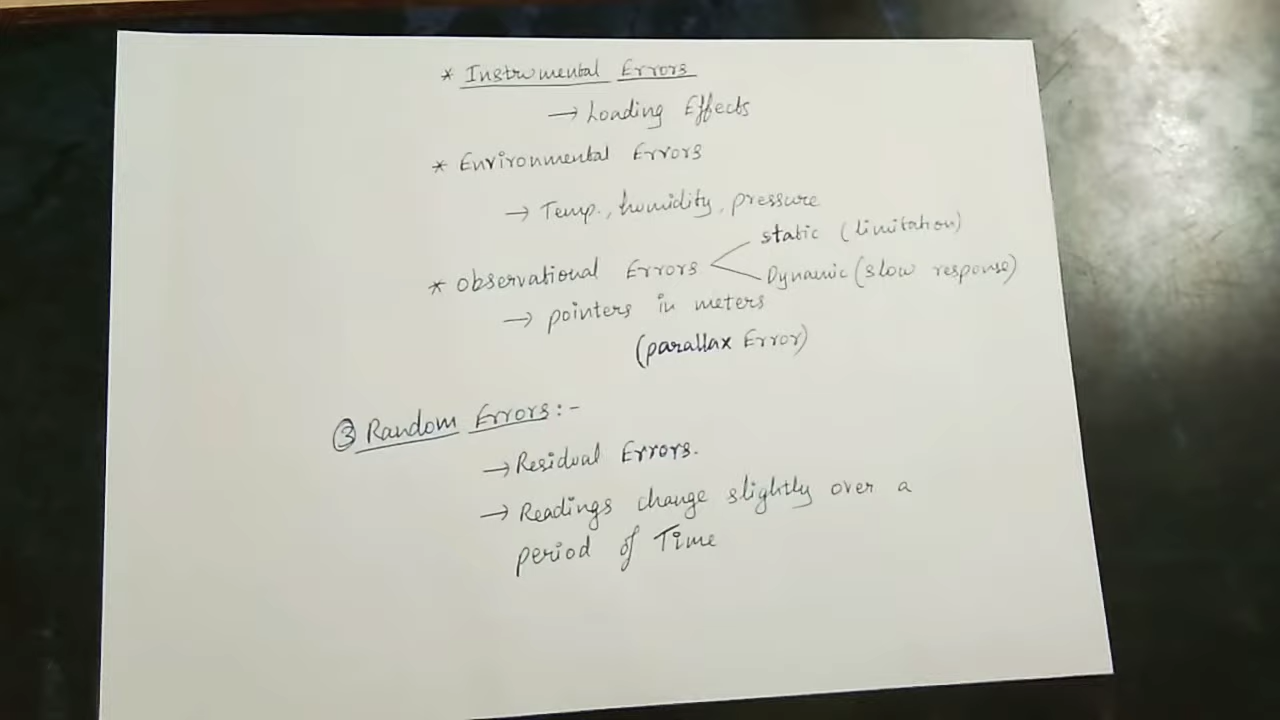 * Instrumental Errors
→ Loading Effects
* Environmental Errors
→ Temp., humidity, pressure
static (limitation)
* Observational Errors
Dynamic (slow response)
→ pointers in meters
(parallax Error)
③ Random Errors:-
→ Residual Errors.
→ Readings change slightly over a
period of Time